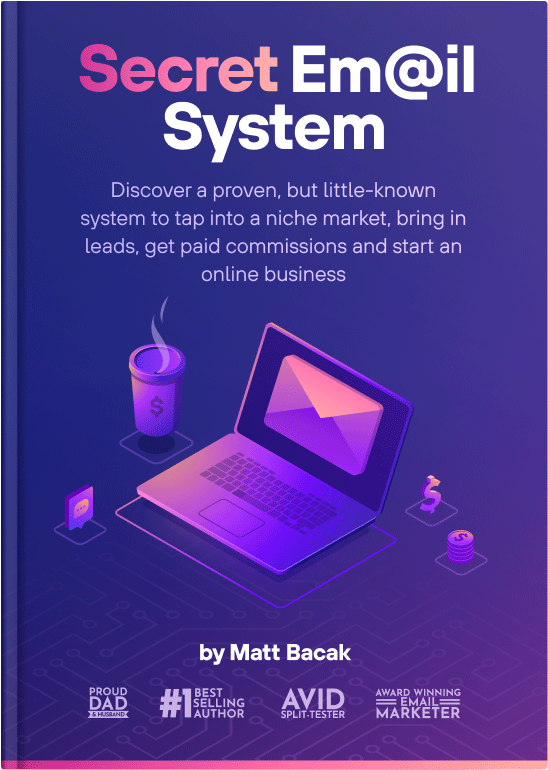 Secret Em@il
System
Discover a proven, but little-known
system to tap into a niche market, bring in
leads, get paid commissions and start an
online business
$
$
$
by Matt Bacak
PROUD
DAD
& HUSBAND
#1 BEST
SELLING
AUTHOR
AVID
SPLIT-TESTER
AWARD WINNING
EMAIL
MARKETER